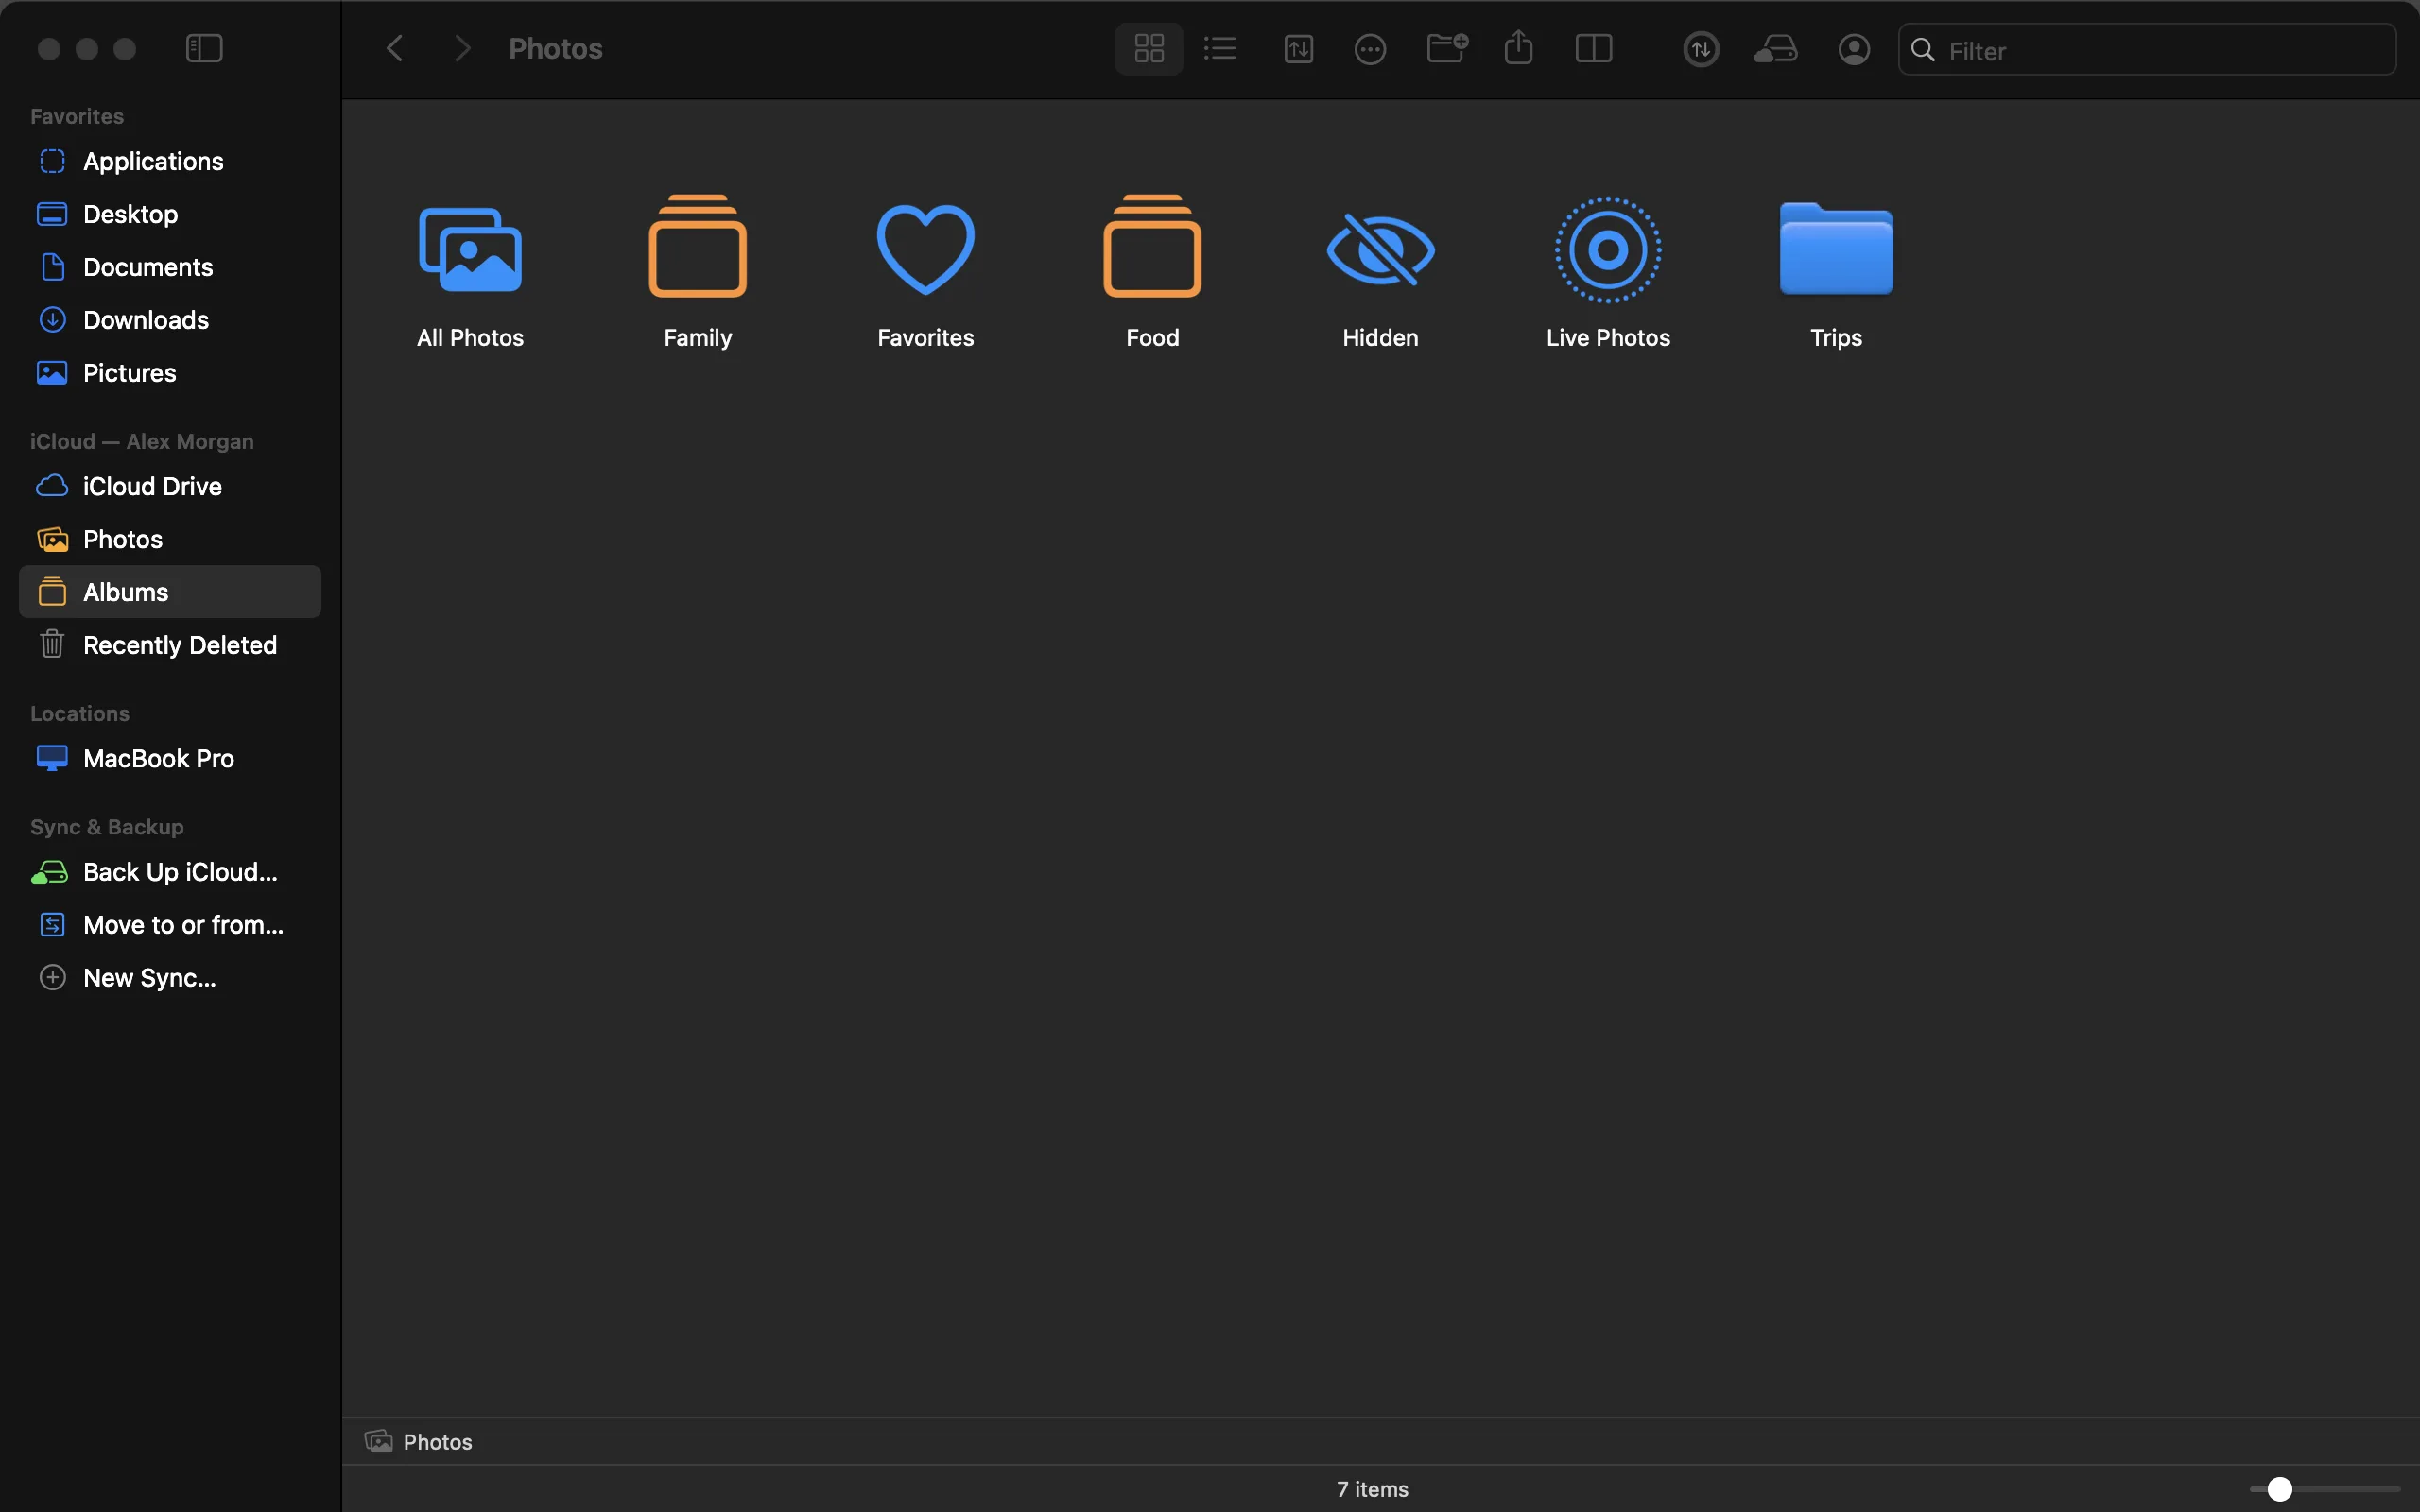 Photos
Filter
Favorites
Applications
Desktop
Documents
Downloads
Pictures
iCloud — Alex Morgan
iCloud Drive
Photos
Albums
Recently Deleted
Locations
MacBook Pro
Sync & Backup
Back Up iCloud...
Move to or from...
New Sync...
All Photos
Family
Favorites
Food
Hidden
Live Photos
Trips
Photos
7 items